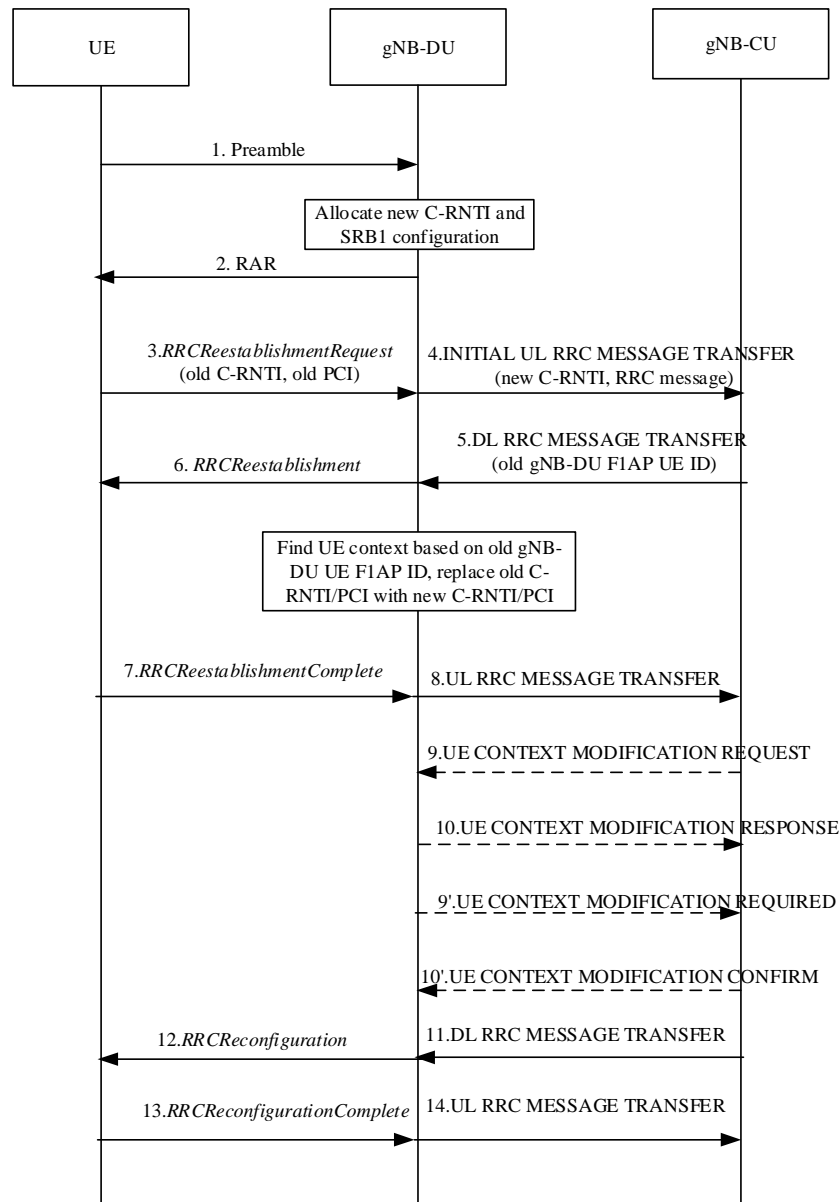 UE
gNB-DU
gNB-CU
1. Preamble
Allocate new C-RNTI and
SRB1 configuration
2. RAR
3.RRCReestablishmentRequest
(old C-RNTI, old PCI)
4.INITIAL UL RRC MESSAGE TRANSFER
(new C-RNTI, RRC message)
5.DL RRC MESSAGE TRANSFER
(old gNB-DU F1AP UE ID)
6. RRCReestablishment
Find UE context based on old gNB-
DU UE F1AP ID, replace old C-
RNTI/PCI with new C-RNTI/PCI
7.RRCReestablishmentComplete
8.UL RRC MESSAGE TRANSFER
9.UE CONTEXT MODIFICATION REQUEST
10.UE CONTEXT MODIFICATION RESPONSE
9'.UE CONTEXT MODIFICATION REQUIRED
10'.UE CONTEXT MODIFICATION CONFIRM
11.DL RRC MESSAGE TRANSFER
12.RRCReconfiguration
13.RRCReconfigurationComplete
14.UL RRC MESSAGE TRANSFER